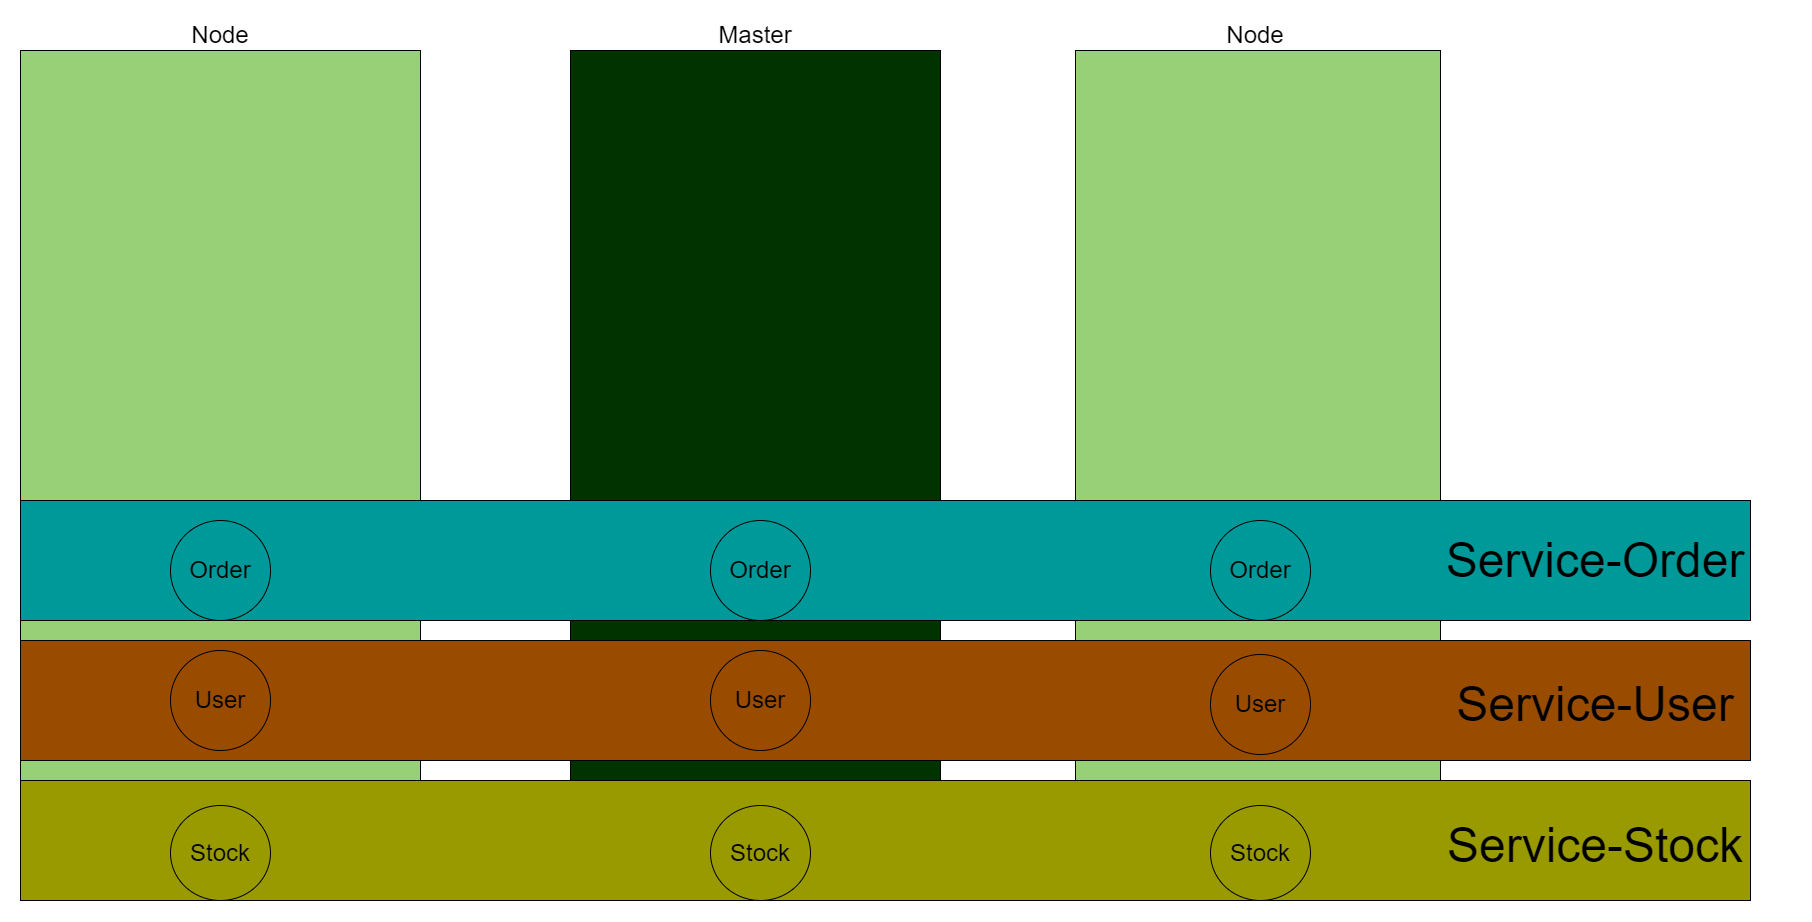 Node
Master
Node
Order
Order
Order
Service-Order
User
User
User
Service-User
Stock
Stock
Stock
Service-Stock